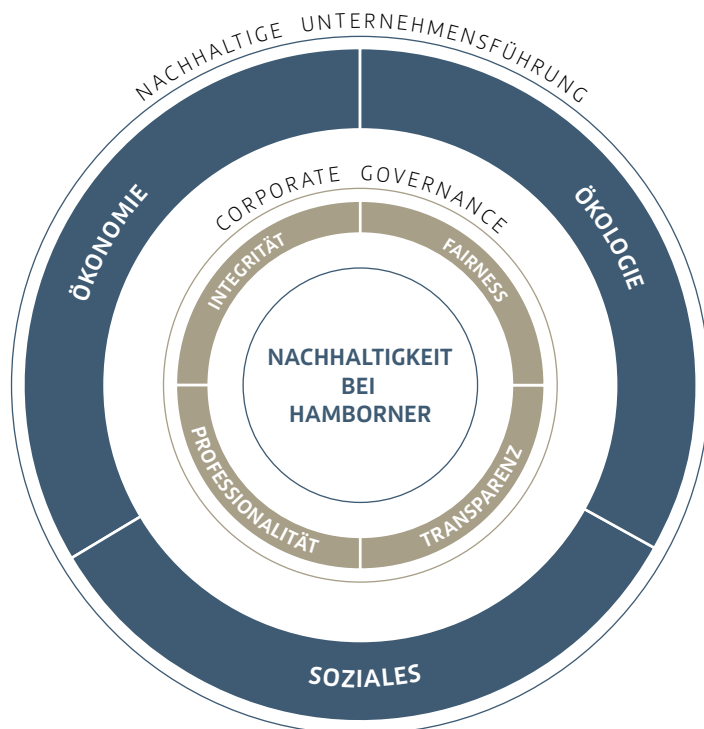 NACHHALTIGE UNTERNEHMENSFÜHRUNG
ÖKONOMIE
ÖKOLOGIE
CORPORATE GOVERNANCE
INTEGRITÄT
FAIRNESS
NACHHALTIGKEIT
BEI
HAMBORNER
PROFESSIONALITÄT
TRANSPARENZ
SOZIALES